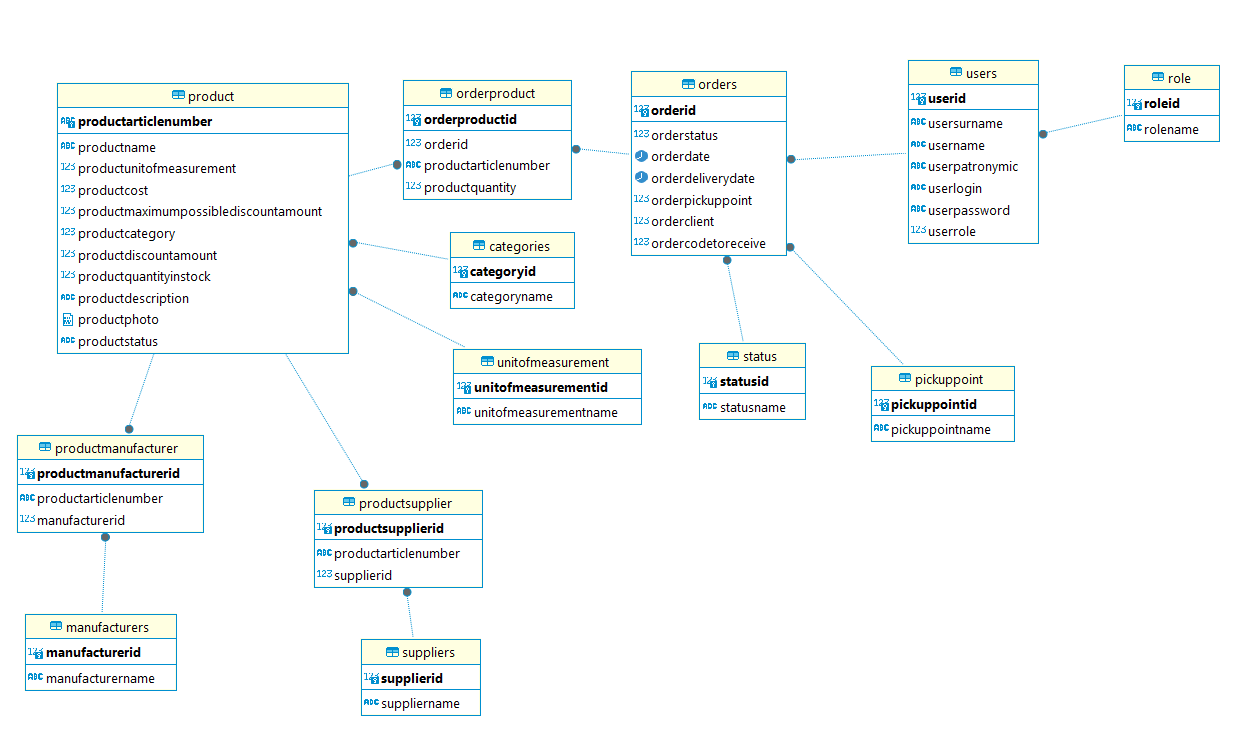 product
productarticlenumber
productname
productunitofmeasurement
productcost
productmaximumpossiblediscountamount
productcategory
productdiscountamount
productquantityinstock
productdescription
productphoto
productstatus
orderproduct
orderproductid
orderid
productarticlenumber
productquantity
orders
orderid
orderstatus
orderdate
orderdeliverydate
orderpickuppoint
orderclient
ordercodetoreceive
users
userid
usersurname
username
userpatronymic
userlogin
userpassword
userrole
role
roleid
rolename
categories
categoryid
categoryname
unitofmeasurement
unitofmeasurementid
unitofmeasurementname
status
statusid
statusname
pickuppoint
pickuppointid
pickuppointname
productmanufacturer
productmanufacturerid
productarticlenumber
manufacturerid
productsupplier
productsupplierid
productarticlenumber
supplierid
manufacturers
manufacturerid
manufacturername
suppliers
supplierid
suppliername